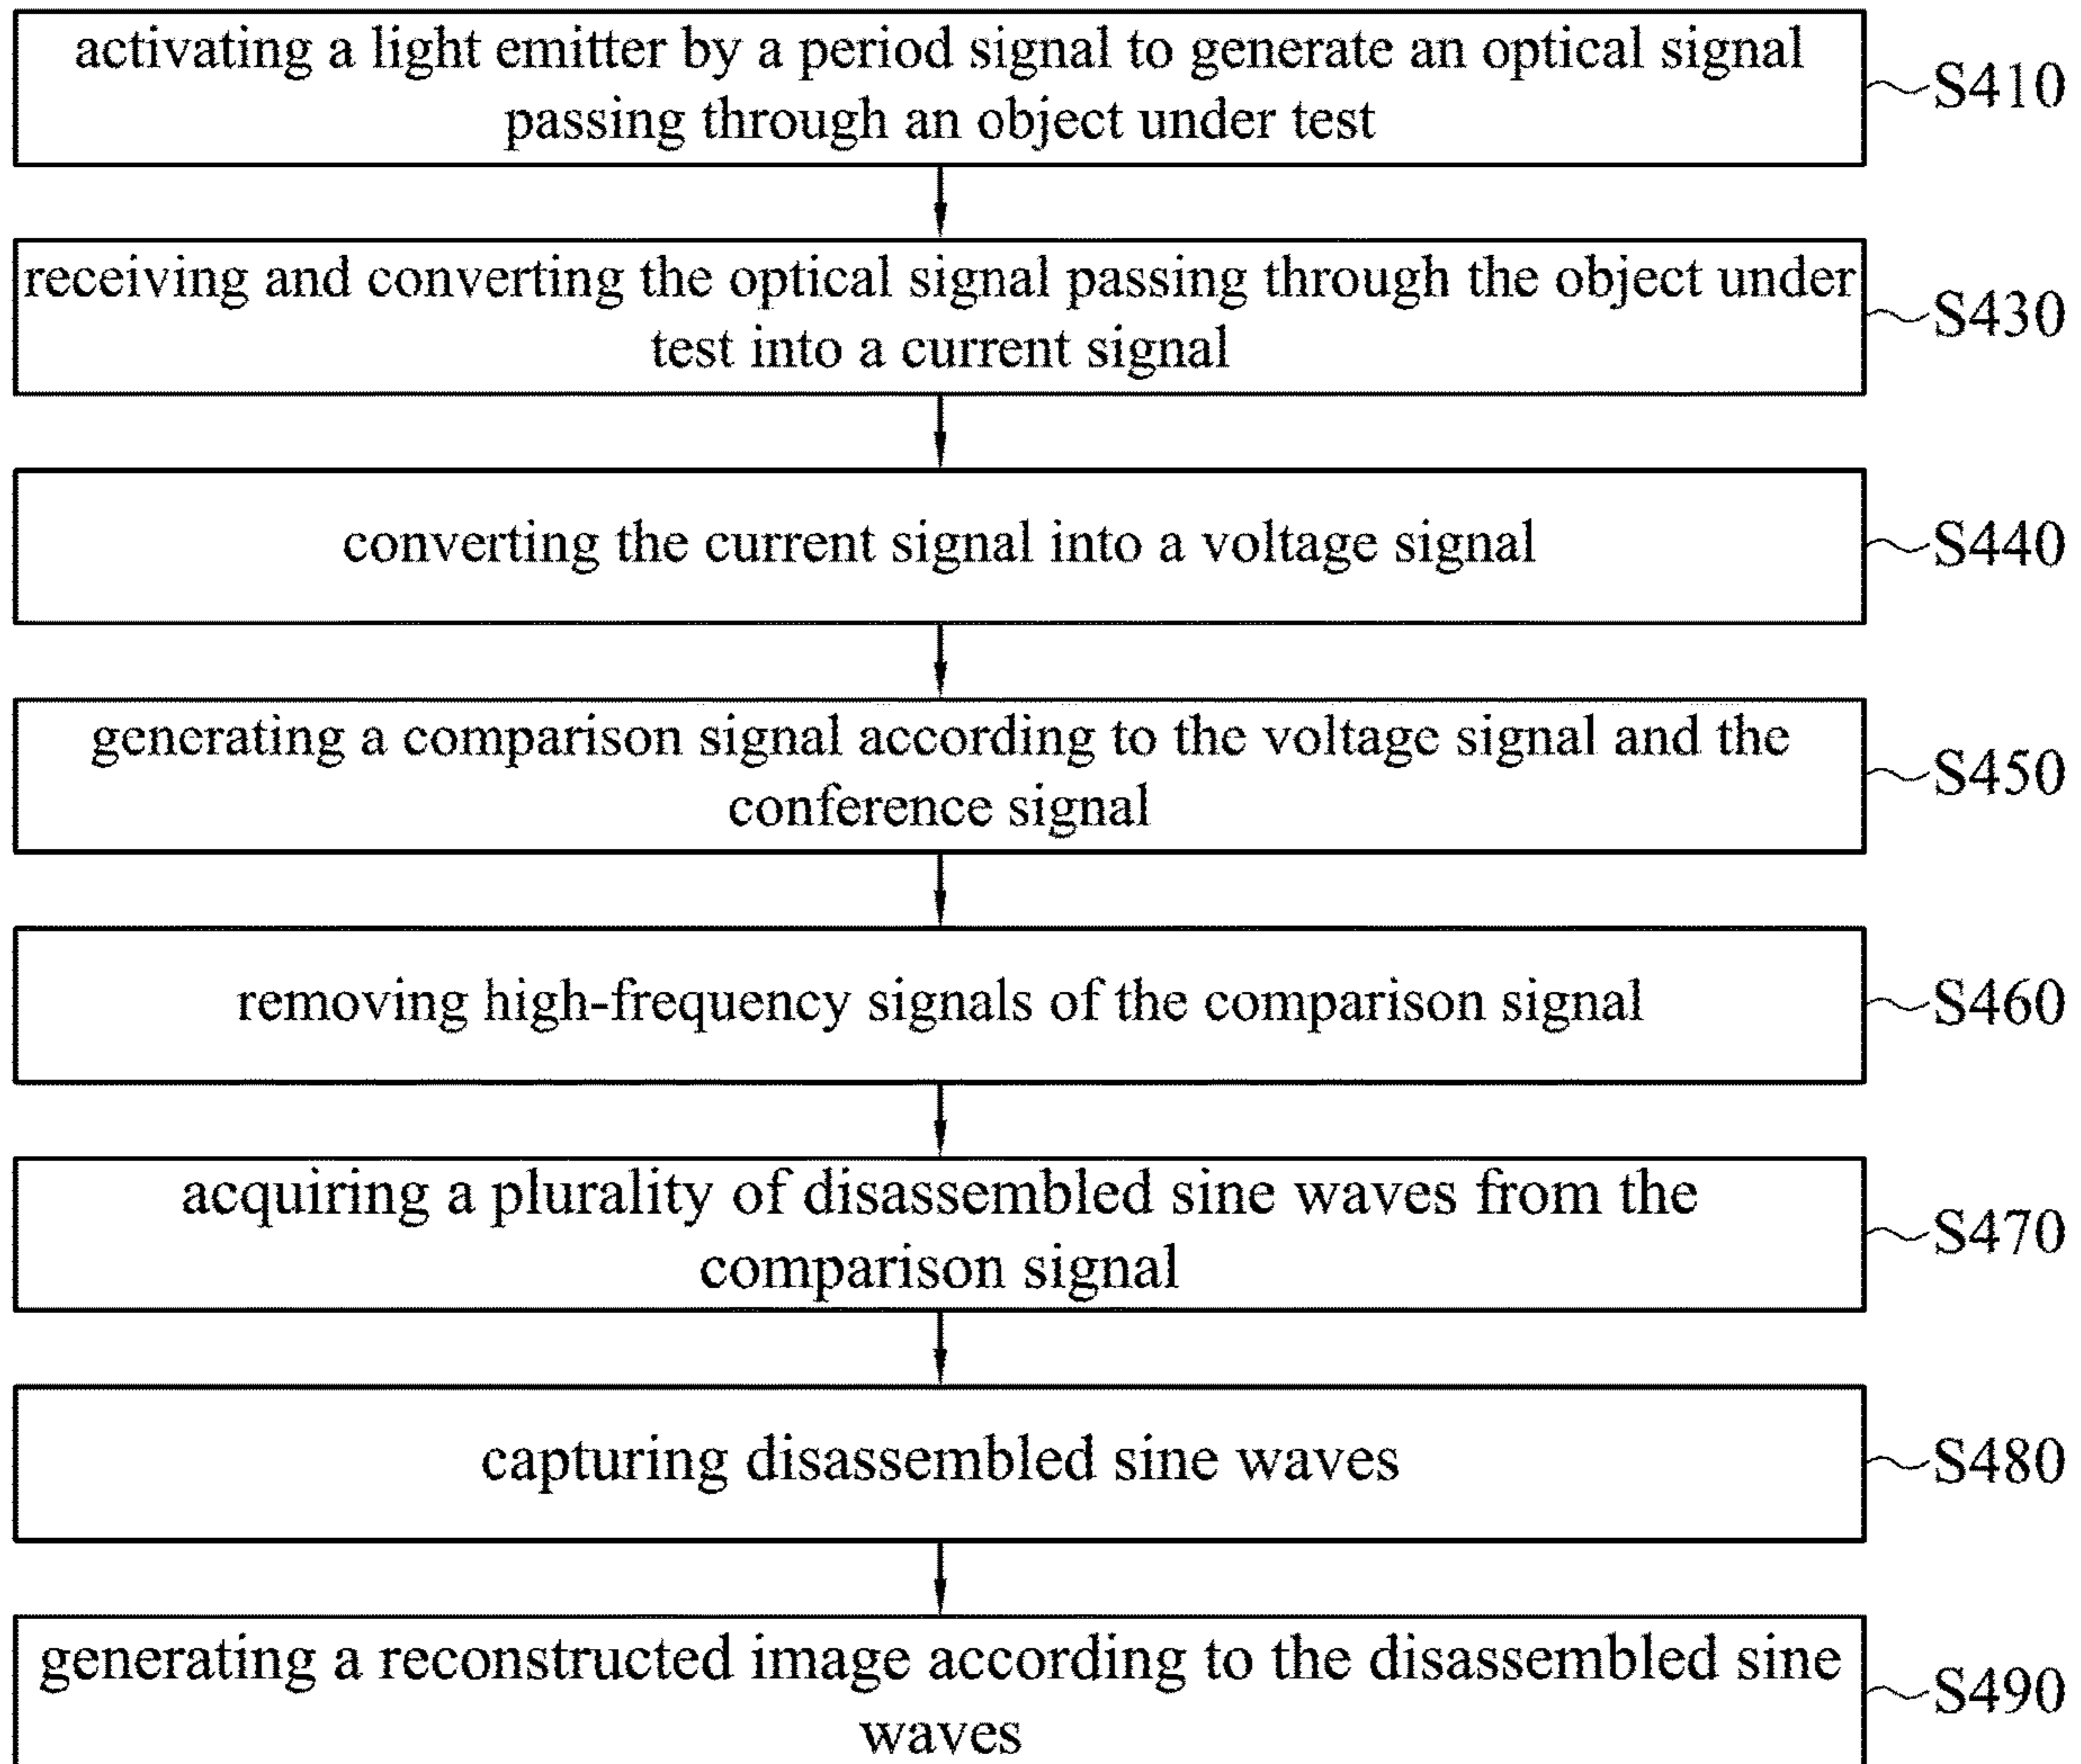 activating a light emitter by a period signal to generate an optical signal
passing through an object under test
S410
receiving and converting the optical signal passing through the object under
test into a current signal
S430
converting the current signal into a voltage signal
S440
generating a comparison signal according to the voltage signal and the
conference signal
S450
removing high-frequency signals of the comparison signal
S460
acquiring a plurality of disassembled sine waves from the
comparison signal
S470
capturing disassembled sine waves
S480
generating a reconstructed image according to the disassembled sine
waves
S490